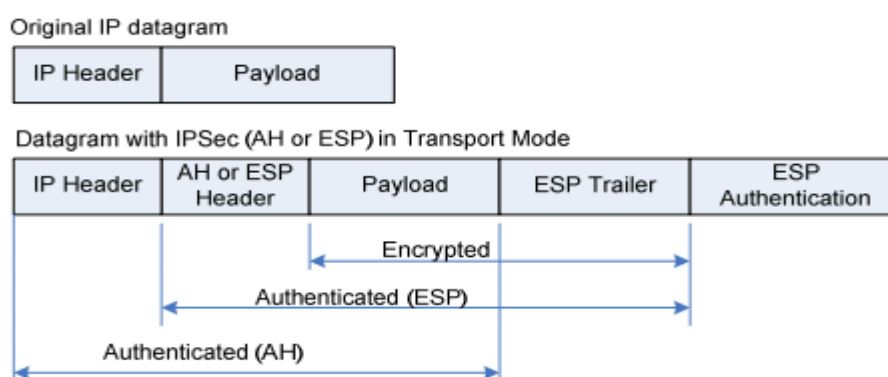 Original IP datagram
IP Header Payload
Datagram with IPSec (AH or ESP) in Transport Mode
IP Header AH or ESP Header Payload ESP Trailer ESP Authentication
Encrypted
Authenticated (ESP)
Authenticated (AH)